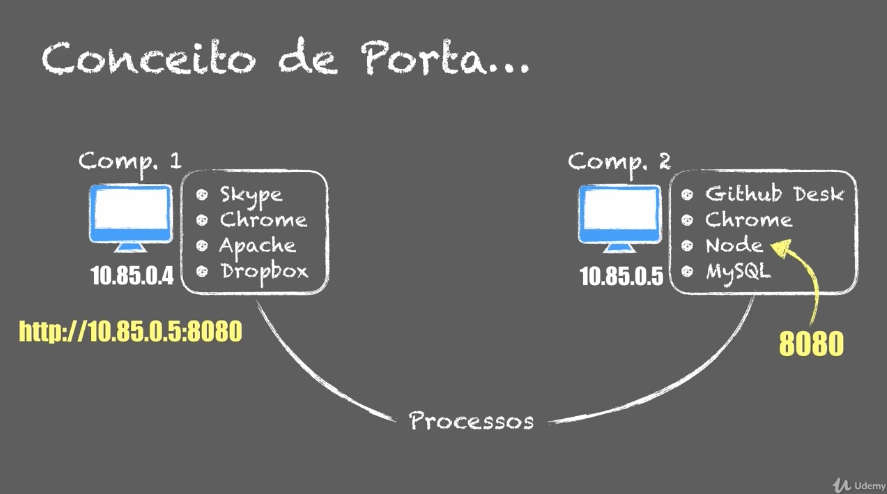 Conceito de Porta...
Comp. 1
Skype
Chrome
Apache
Dropbox
10.85.0.4
http://10.85.0.5:8080
Comp. 2
Github Desk
Chrome
Node
MySQL
10.85.0.5
8080
Processos
Udemy